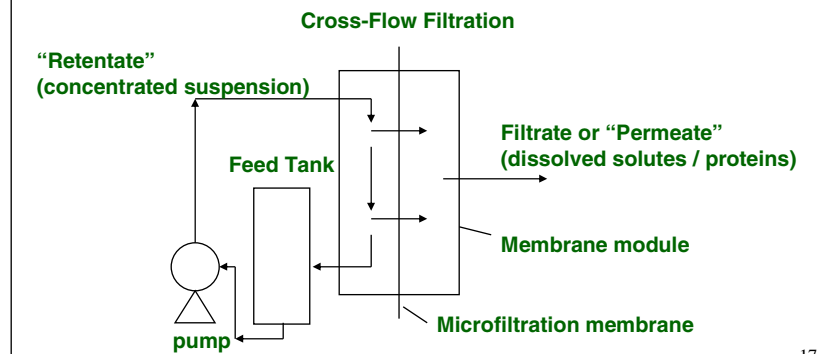 Cross-Flow Filtration
“Retentate”
(concentrated suspension)
Filtrate or “Permeate”
(dissolved solutes / proteins)
Feed Tank
Membrane module
Microfiltration membrane
pump
17